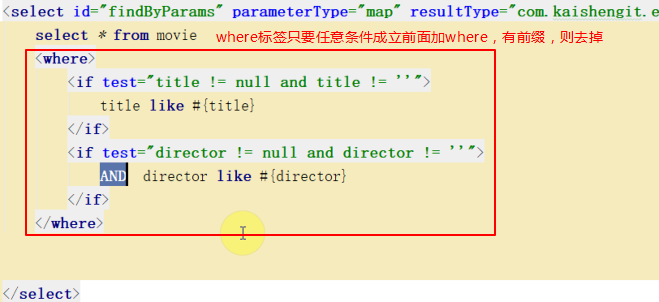 <select id="findByParams" parameterType="map" resultType="com.kaishengit.e
select * from movie where标签只要任意条件成立前面加where，有前缀，则去掉
<where>
<if test="title != null and title != ''">
title like #{title}
</if>
<if test="director != null and director != ''">
AND director like #{director}
</if>
</where>
</select>